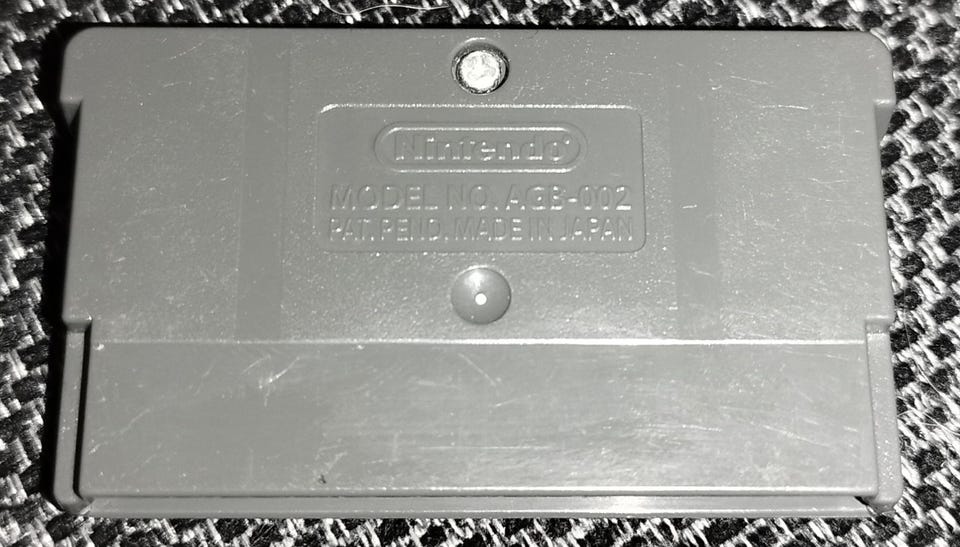 Nintendo
MODEL NO. AGB-002
PAT. PEND. MADE IN JAPAN